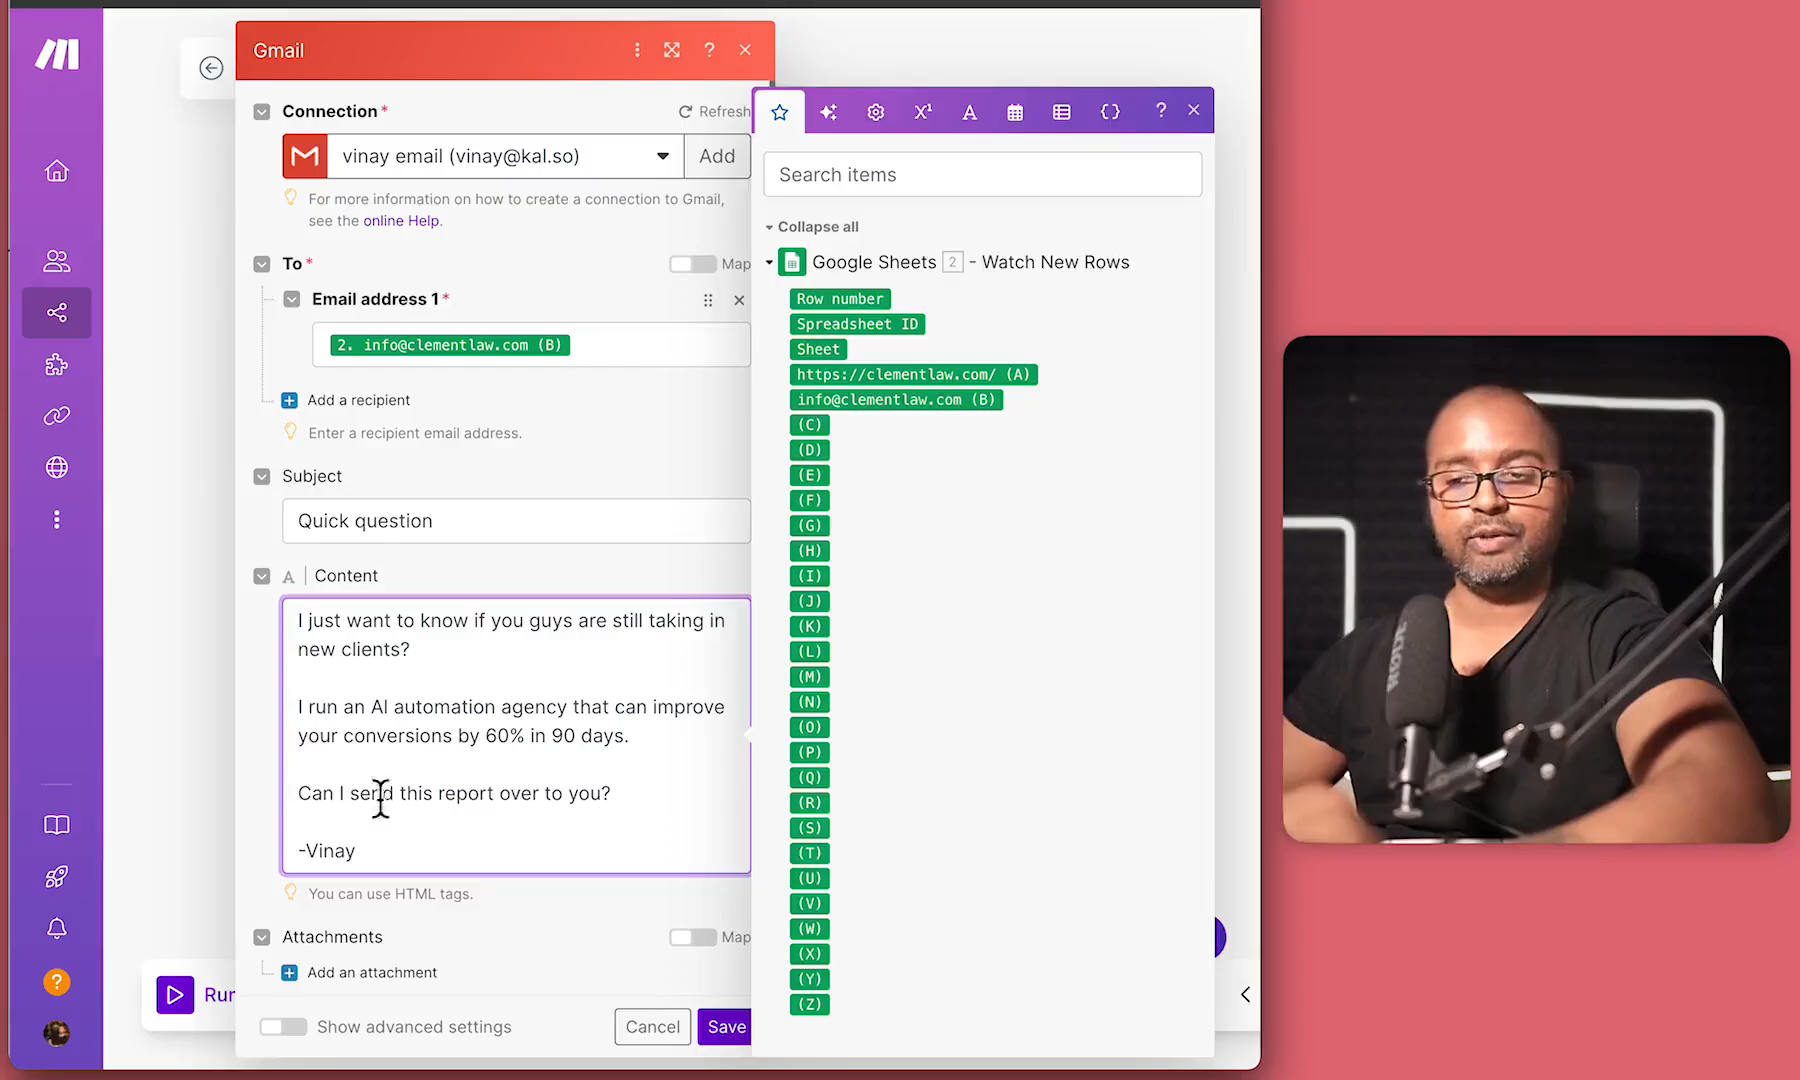 Gmail
?
Connection *
Refresh
vinay email (vinay@kal.so)
Add
For more information on how to create a connection to Gmail,
see the online Help.
To *
Map
Email address 1 *
2. info@clementlaw.com (B)
Add a recipient
Enter a recipient email address.
Subject
Quick question
A | Content
I just want to know if you guys are still taking in
new clients?
I run an AI automation agency that can improve
your conversions by 60% in 90 days.
Can I send this report over to you?
-Vinay
You can use HTML tags.
Attachments
Map
Add an attachment
Run
Show advanced settings
Cancel
Save
?
Search items
Collapse all
Google Sheets 2 - Watch New Rows
Row number
Spreadsheet ID
Sheet
https://clementlaw.com/ (A)
info@clementlaw.com (B)
(C)
(D)
(E)
(F)
(G)
(H)
(I)
(J)
(K)
(L)
(M)
(N)
(O)
(P)
(Q)
(R)
(S)
(T)
(U)
(V)
(W)
(X)
(Y)
(Z)
RODE